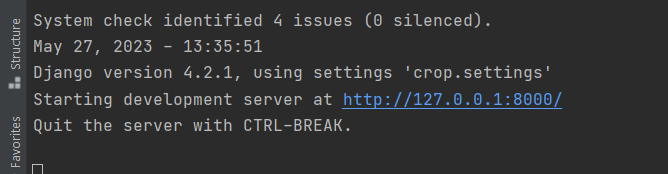 System check identified 4 issues (0 silenced).
May 27, 2023 - 13:35:51
Django version 4.2.1, using settings 'crop.settings'
Starting development server at http://127.0.0.1:8000/
Quit the server with CTRL-BREAK.
Structure
Favorites